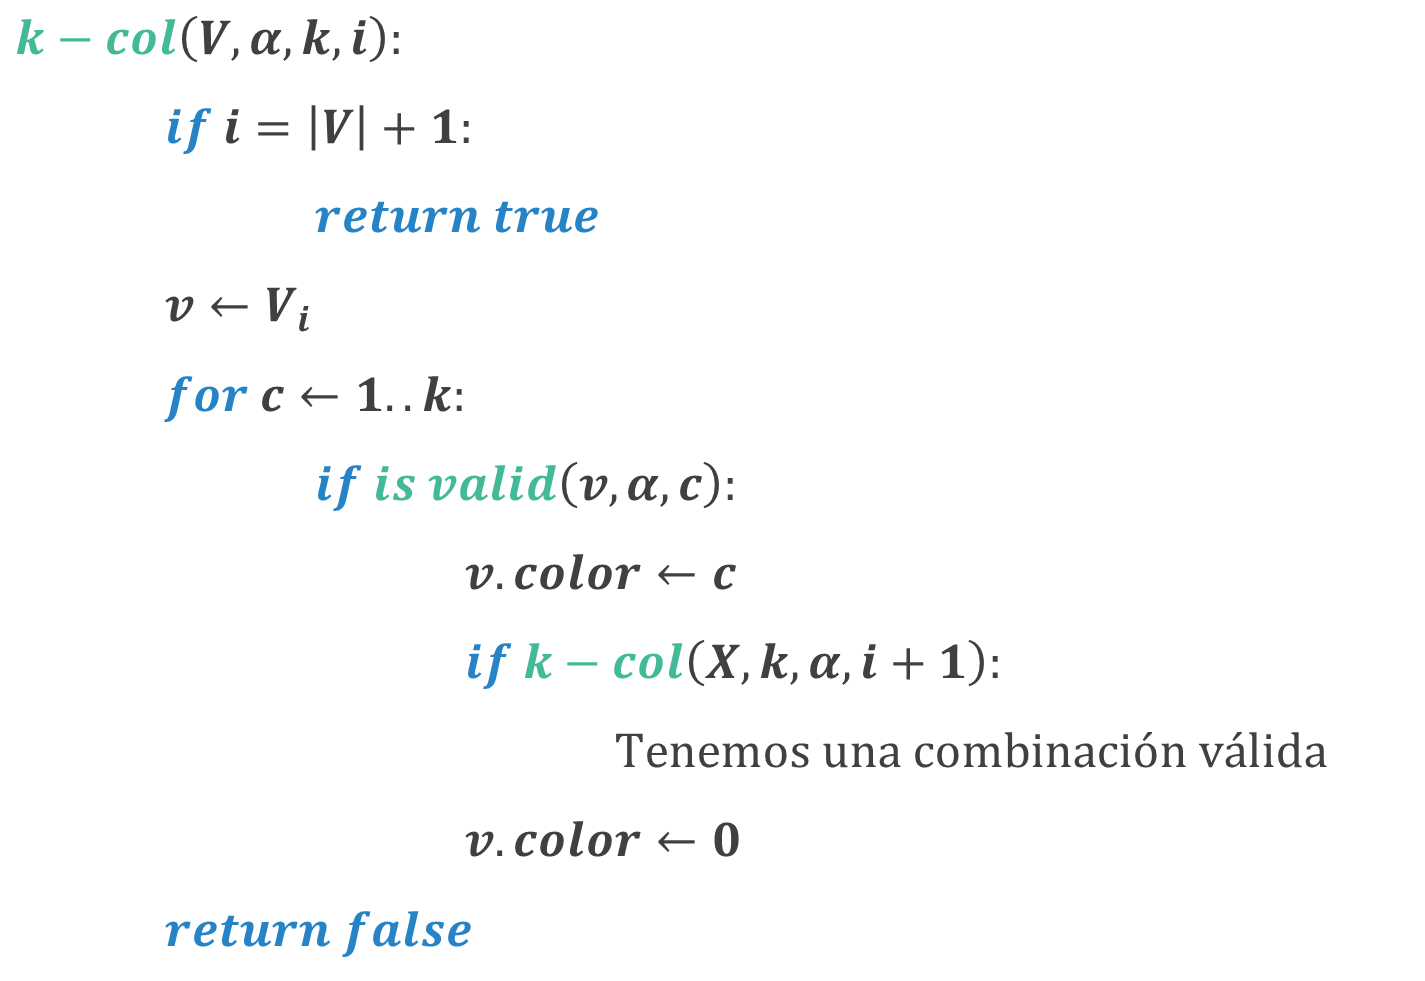 k − col(V, α, k, i):
if i = |V| + 1:
return true
v ← Vᵢ
for c ← 1..k:
if is valid(v, α, c):
v.color ← c
if k − col(X, k, α, i + 1):
Tenemos una combinación válida
v.color ← 0
return false